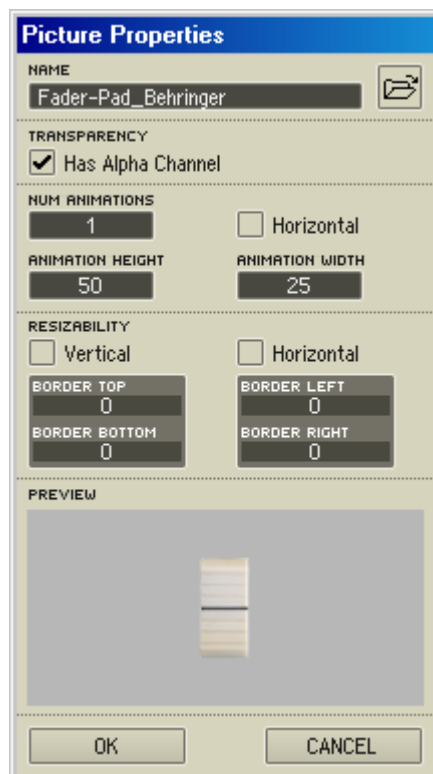 Picture Properties
NAME
Fader-Pad_Behringer
TRANSPARENCY
Has Alpha Channel
NUM ANIMATIONS
1
Horizontal
ANIMATION HEIGHT
ANIMATION WIDTH
50
25
RESIZABILITY
Vertical
Horizontal
BORDER TOP
BORDER LEFT
0
0
BORDER BOTTOM
BORDER RIGHT
0
0
PREVIEW
OK
CANCEL